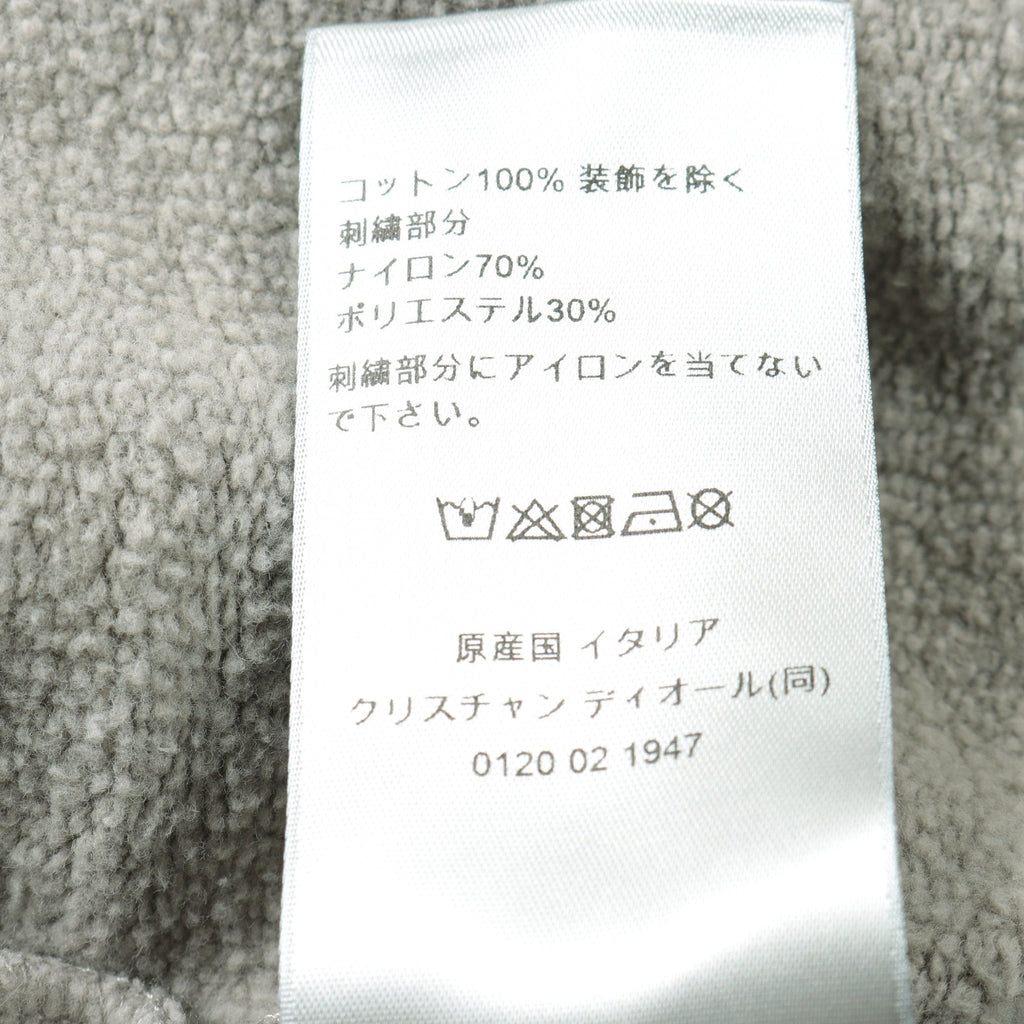 コットン100% 装飾を除く
刺繍部分
ナイロン70%
ポリエステル30%
刺繍部分にアイロンを当てない
で下さい。
原産国 イタリア
クリスチャン ディオール(同)
0120 02 1947